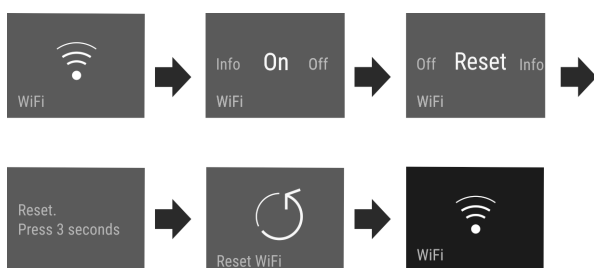 WiFi
Info On Off
WiFi
Off Reset Info
WiFi
Reset.
Press 3 seconds
Reset WiFi
WiFi